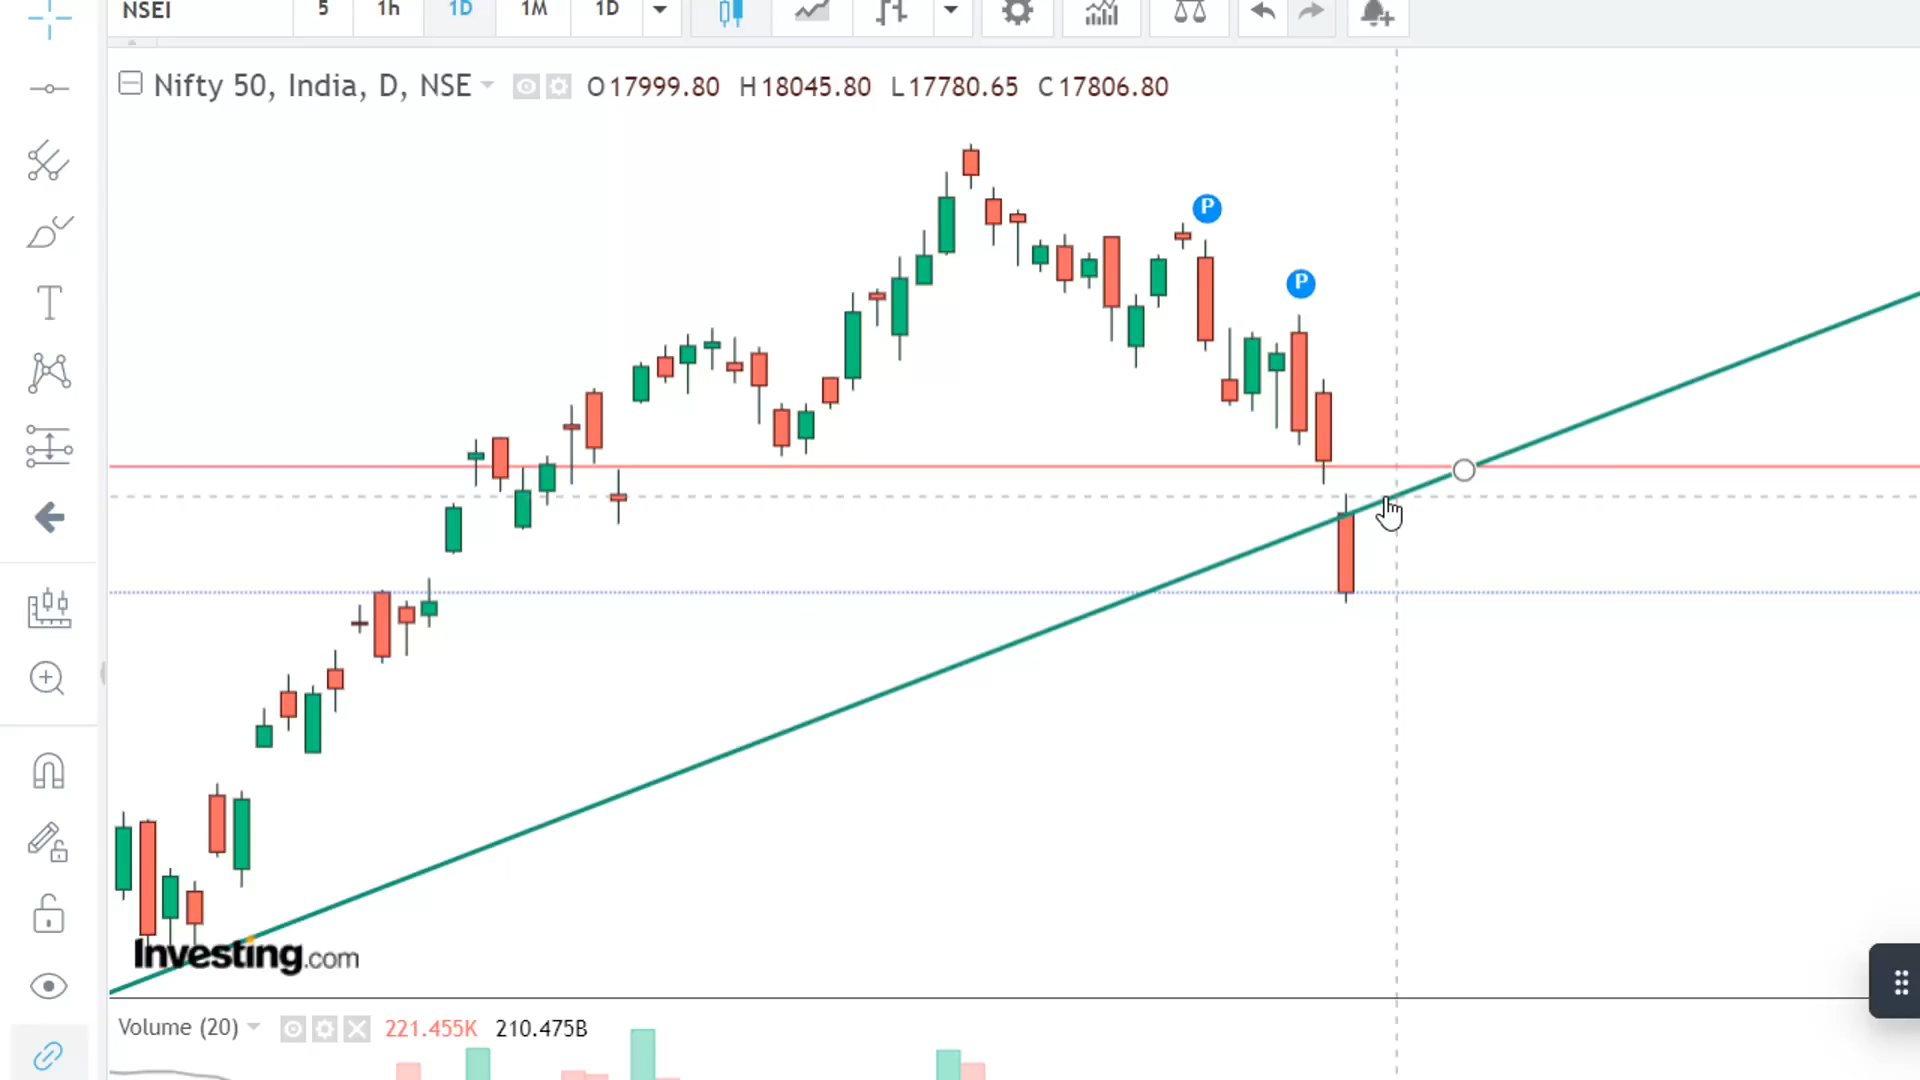 NSEI 5 1h 1D 1M 1D
Nifty 50, India, D, NSE O17999.80 H18045.80 L17780.65 C17806.80
P
P
Investing.com
Volume (20) 221.455K 210.475B